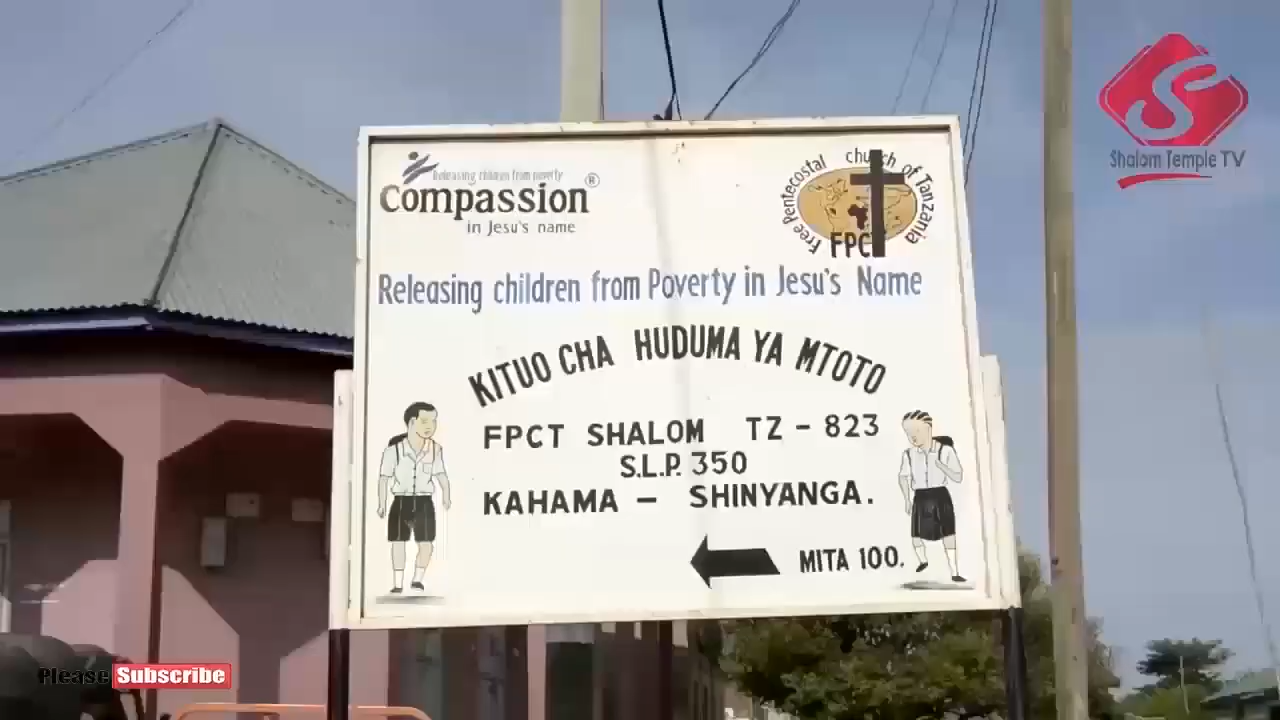 Releasing children from poverty
Compassion®
in Jesu's name
Free Pentecostal church of Tanzania
FPCT
Releasing children from Poverty in Jesu's Name
KITUO CHA HUDUMA YA MTOTO
FPCT SHALOM TZ - 823
S.L.P. 350
KAHAMA - SHINYANGA.
MITA 100.
Shalom Temple TV
Please Subscribe